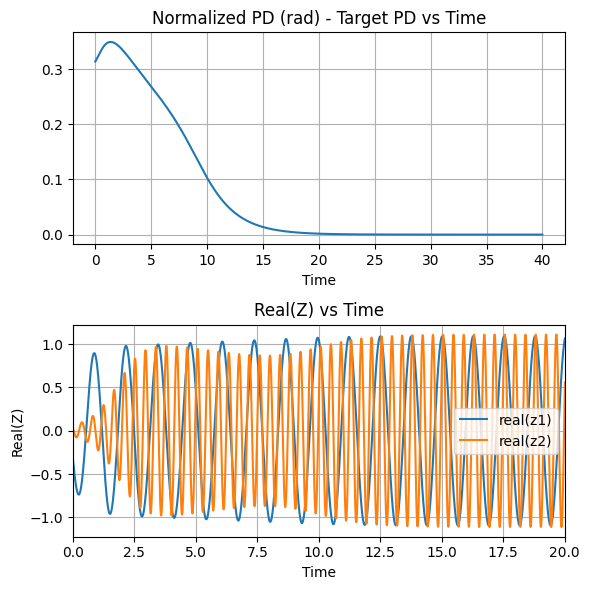 Normalized PD (rad) - Target PD vs Time
0.3
0.2
0.1
0.0
0 5 10 15 20 25 30 35 40
Time
Real(Z) vs Time
1.0
0.5
0.0
−0.5
−1.0
Real(Z)
real(z1)
real(z2)
0.0 2.5 5.0 7.5 10.0 12.5 15.0 17.5 20.0
Time